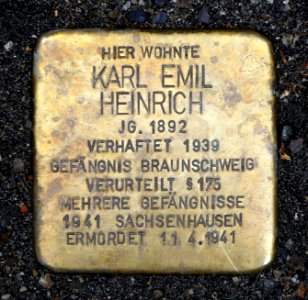 HIER WOHNTE
KARL EMIL
HEINRICH
JG. 1892
VERHAFTET 1939
GEFÄNGNIS BRAUNSCHWEIG
VERURTEILT § 175
MEHRERE GEFÄNGNISSE
1941 SACHSENHAUSEN
ERMORDET 11.4.1941